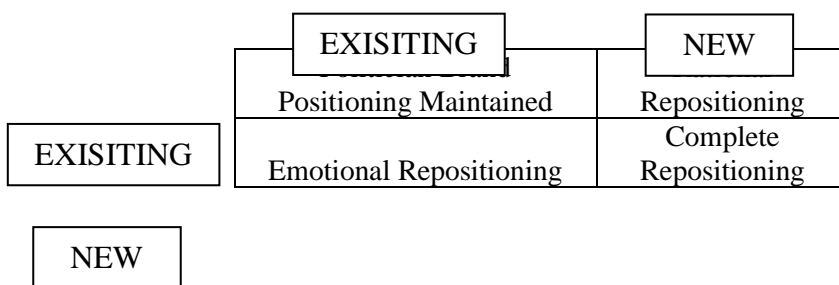 EXISITING
NEW
Positioning Maintained
Repositioning
EXISITING
Complete
Emotional Repositioning
Repositioning
NEW